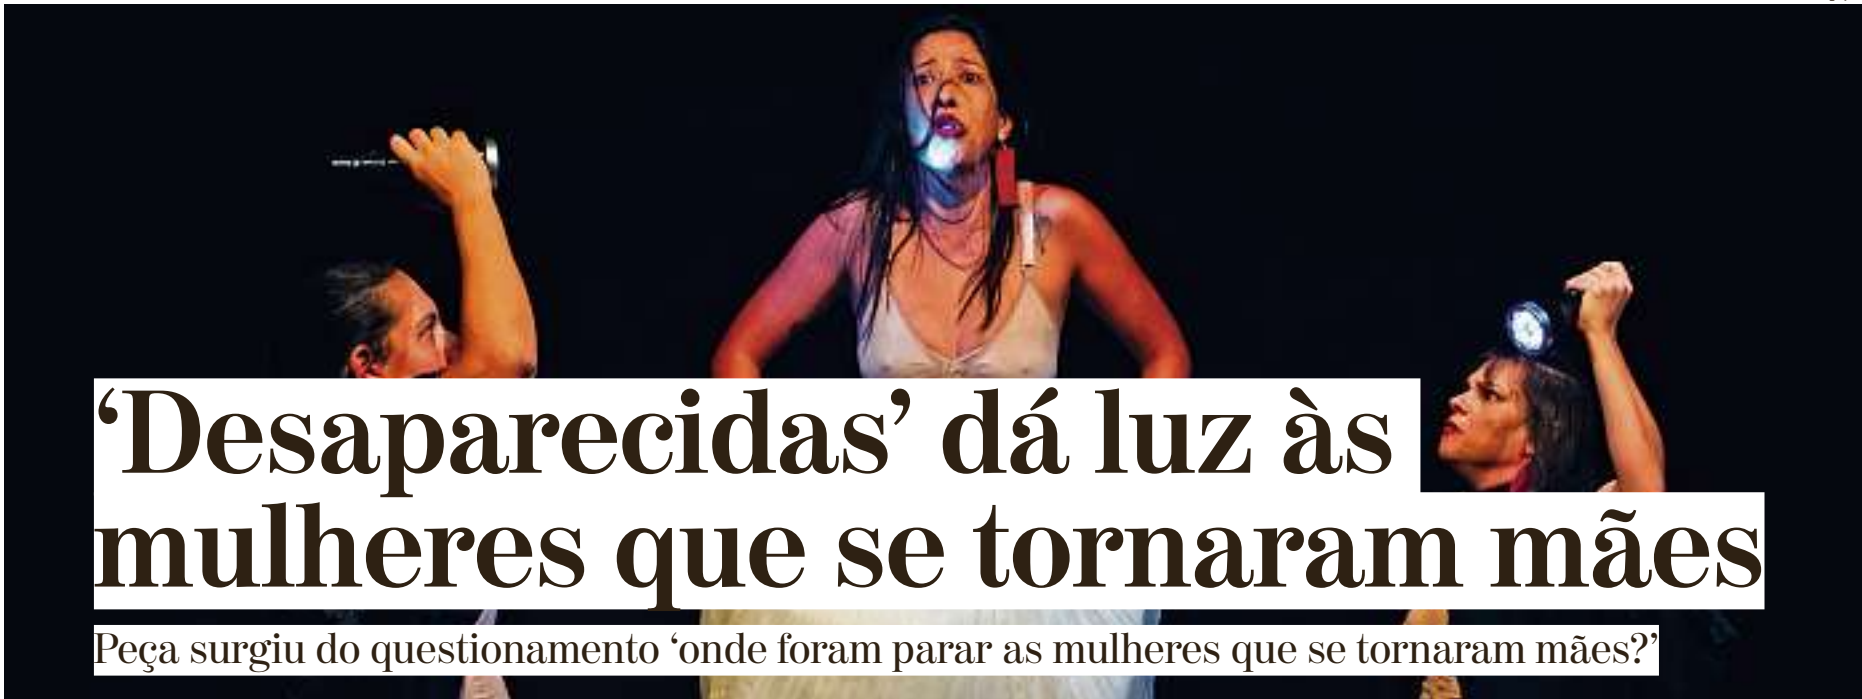 ‘Desaparecidas’ dá luz às
mulheres que se tornaram mães
Peça surgiu do questionamento ‘onde foram parar as mulheres que se tornaram mães?’